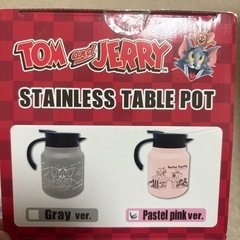 TOM and JERRY
STAINLESS TABLE POT
Gray ver.
Pastel pink ver.